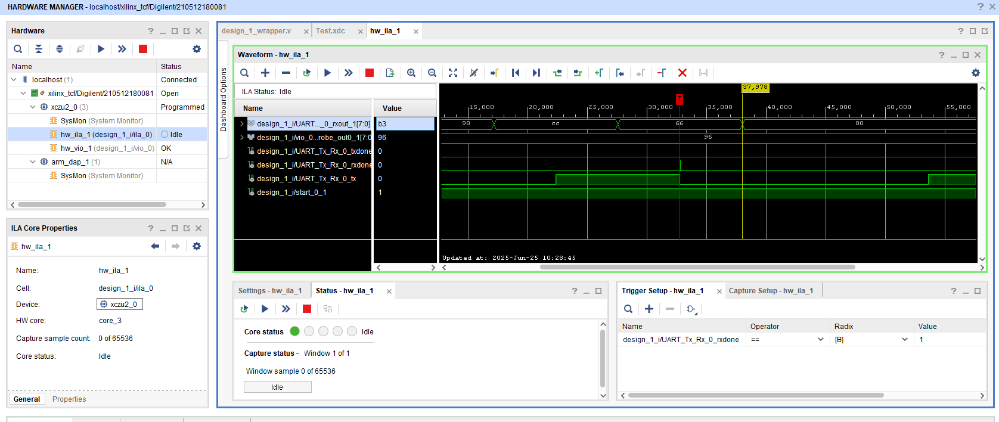 HARDWARE MANAGER - localhost/xilinx_tcf/Digilent/210512180081
Hardware
Name Status
localhost (1) Connected
xilinx_tcf/Digilent/210512180081 Open
xczu2_0 (3) Programmed
SysMon (System Monitor)
hw_ila_1 (design_1_i/ila_0) Idle
hw_vio_1 (design_1_i/vio_0) OK
arm_dap_1 (1) N/A
SysMon (System Monitor)
ILA Core Properties
hw_ila_1
Name: hw_ila_1
Cell: design_1_i/ila_0
Device: xczu2_0
HW core: core_3
Capture sample count: 0 of 65536
Core status: Idle
General Properties
design_1_wrapper.v Test.xdc hw_ila_1
Dashboard Options
Waveform - hw_ila_1
ILA Status: Idle
Name Value
design_1_i/UART..._0_rxout_1[7:0] b3
design_1_i/vio_0...robe_out0_1[7:0 96
design_1_i/UART_Tx_Rx_0_txdone 0
design_1_i/UART_Tx_Rx_0_rxdone 0
design_1_i/UART_Tx_Rx_0_tx 0
design_1_i/start_0_1 1
37,978
T
15,000 20,000 25,000 30,000 35,000 40,000 45,000 50,000 55,000
98 cc 66 00
96
Updated at: 2025-Jun-25 10:28:45
Settings - hw_ila_1 Status - hw_ila_1
Core status Idle
Capture status - Window 1 of 1
Window sample 0 of 65536
Idle
Trigger Setup - hw_ila_1 Capture Setup - hw_ila_1
Name Operator Radix Value
design_1_i/UART_Tx_Rx_0_rxdone == [B] 1